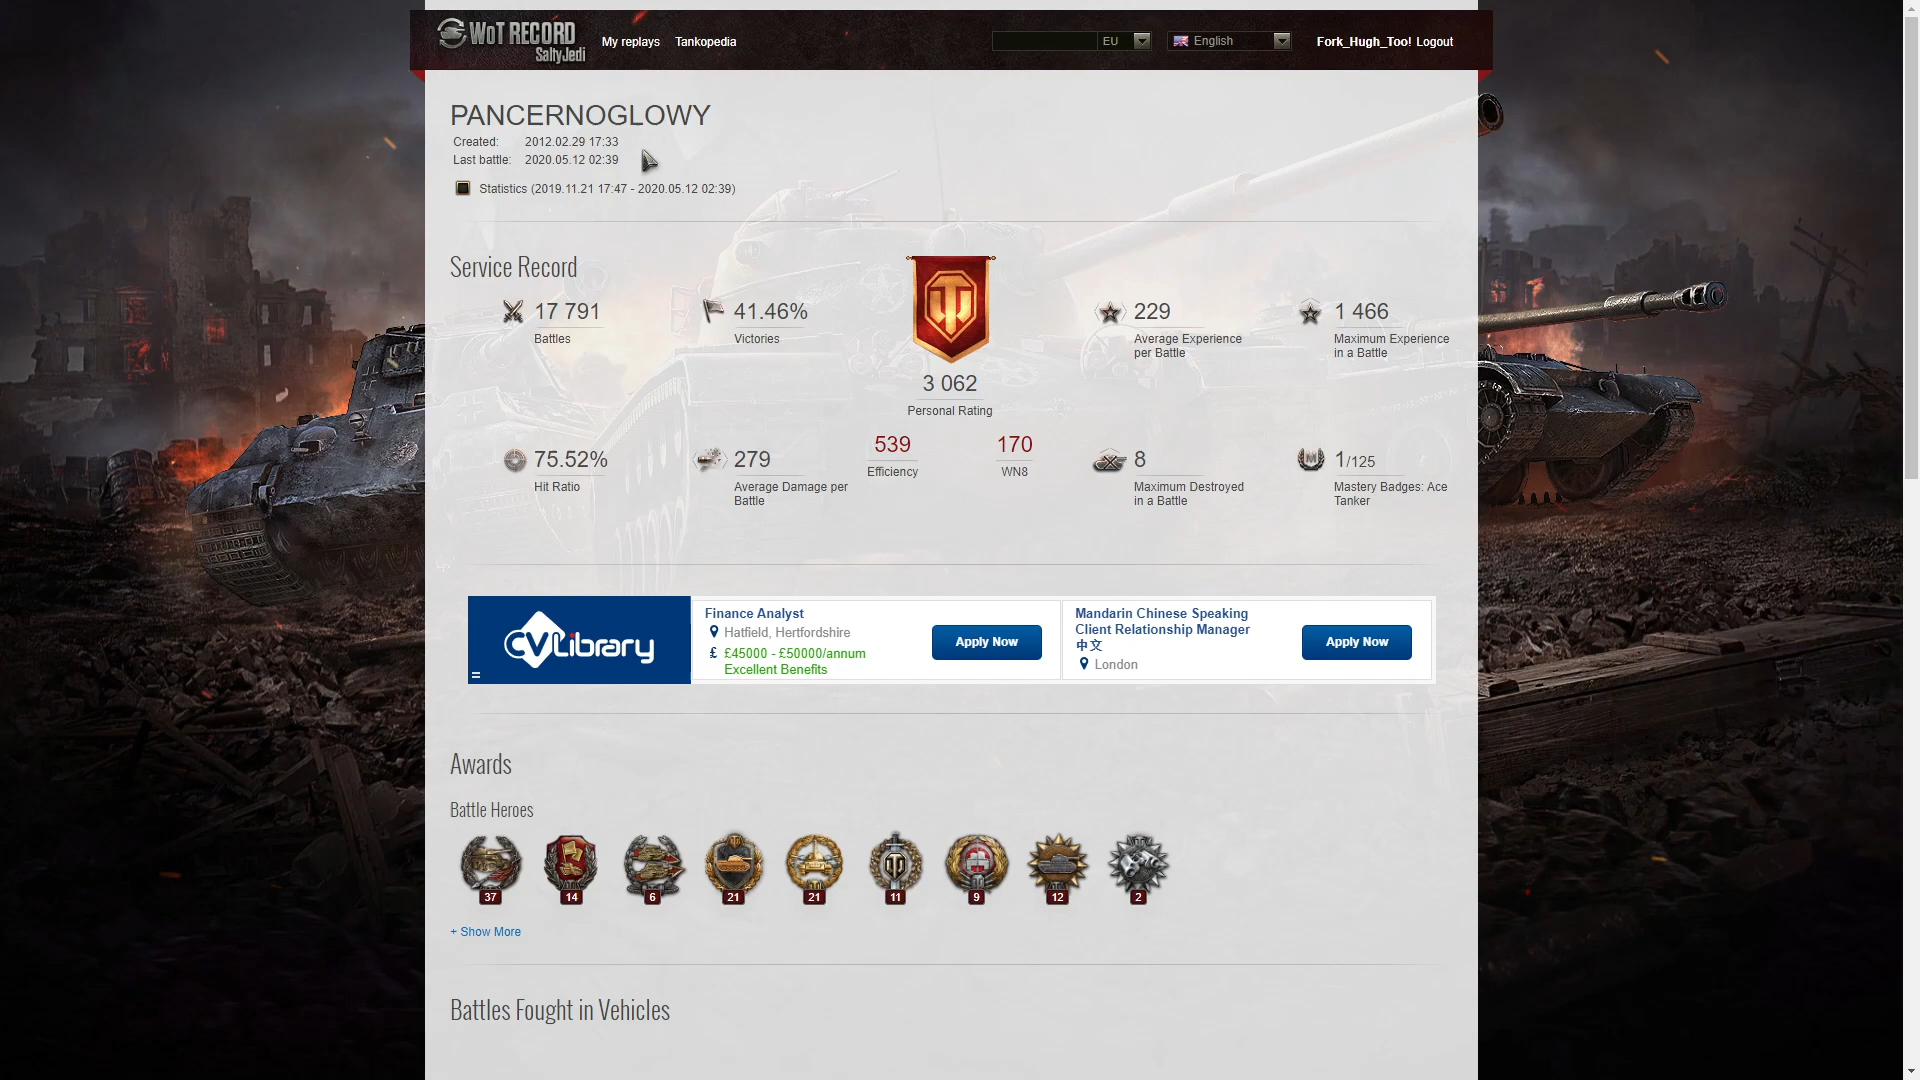 WoT RECORD
SaltyJedi
My replays
Tankopedia
EU
English
Fork_Hugh_Too! Logout
PANCERNOGLOWY
Created: 2012.02.29 17:33
Last battle: 2020.05.12 02:39
Statistics (2019.11.21 17:47 - 2020.05.12 02:39)
Service Record
17 791
Battles
41.46%
Victories
3 062
Personal Rating
229
Average Experience
per Battle
1 466
Maximum Experience
in a Battle
75.52%
Hit Ratio
279
Average Damage per
Battle
539
Efficiency
170
WN8
8
Maximum Destroyed
in a Battle
1/125
Mastery Badges: Ace
Tanker
CVLibrary
Finance Analyst
Hatfield, Hertfordshire
£ £45000 - £50000/annum
Excellent Benefits
Apply Now
Mandarin Chinese Speaking
Client Relationship Manager
中文
London
Apply Now
Awards
Battle Heroes
37
14
6
21
21
11
9
12
2
+ Show More
Battles Fought in Vehicles